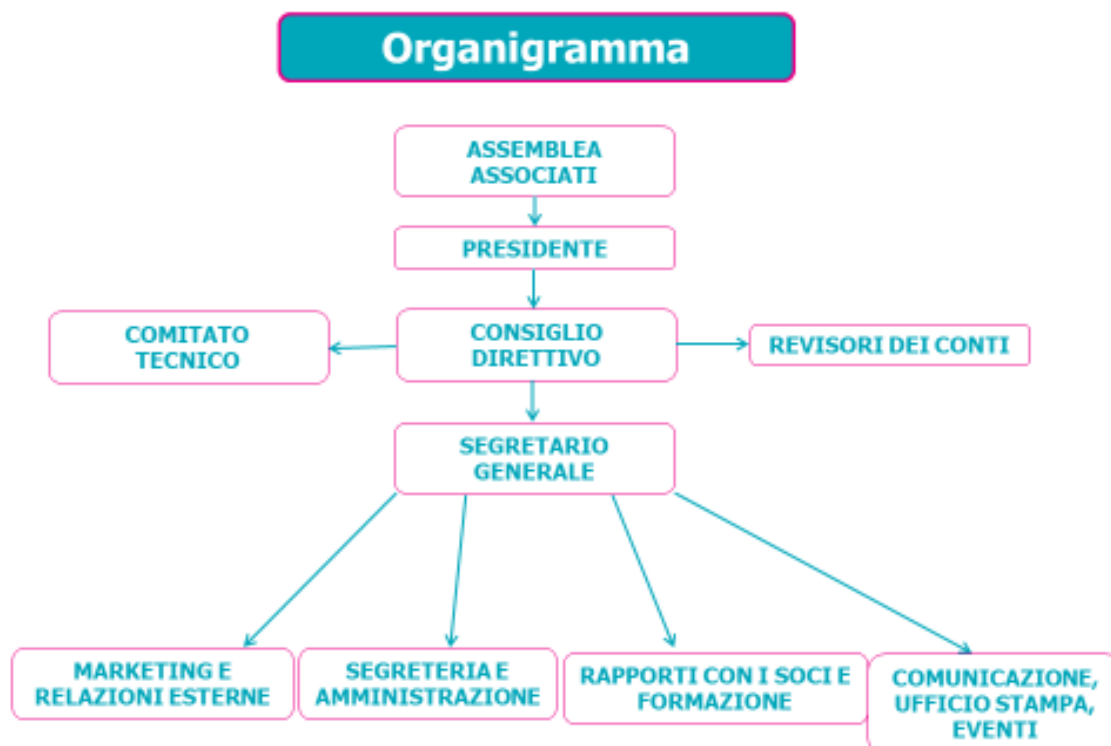 Organigramma
ASSEMBLEA
ASSOCIATI
PRESIDENTE
COMITATO
TECNICO
CONSIGLIO
DIRETTIVO
REVISORI DEI CONTI
SEGRETARIO
GENERALE
MARKETING E
RELAZIONI ESTERNE
SEGRETERIA E
AMMINISTRAZIONE
RAPPORTI CON I SOCI E
FORMAZIONE
COMUNICAZIONE,
UFFICIO STAMPA,
EVENTI